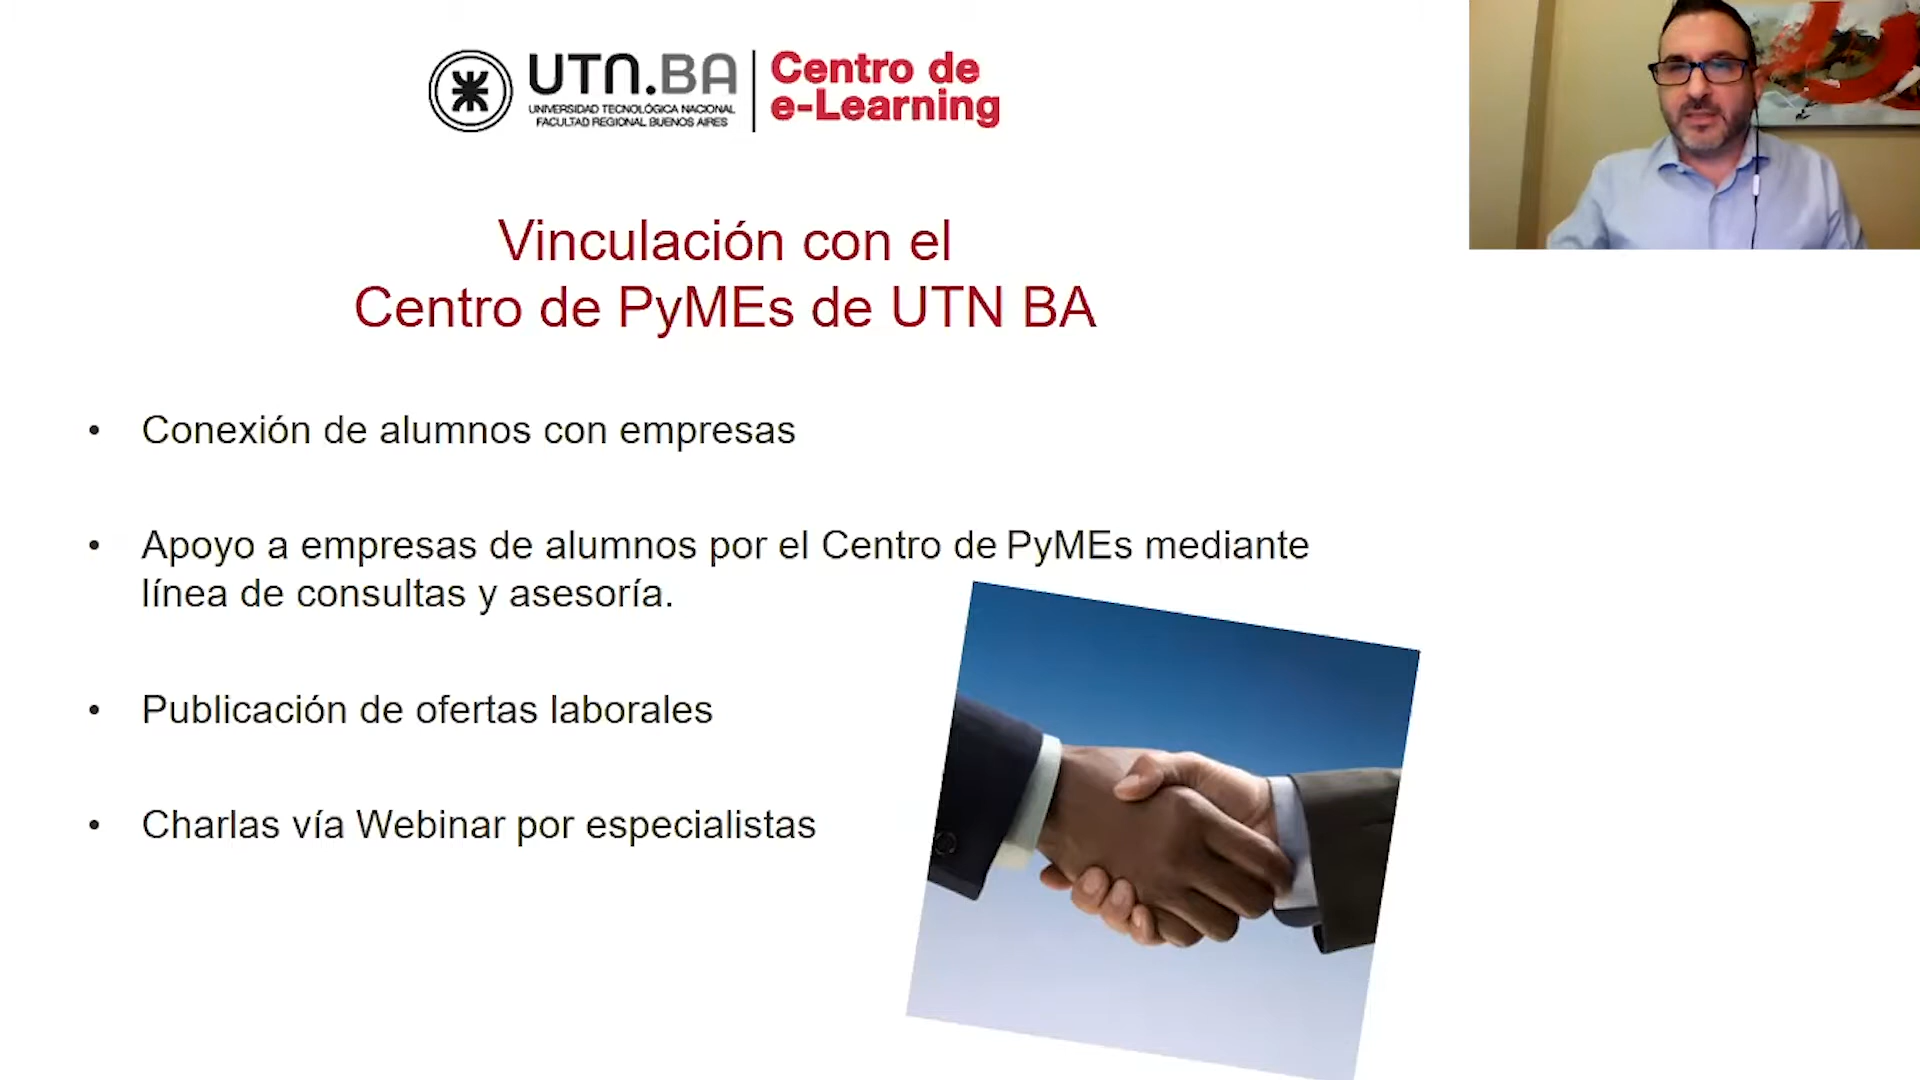 UTN.BA
UNIVERSIDAD TECNOLÓGICA NACIONAL
FACULTAD REGIONAL BUENOS AIRES
Centro de
e-Learning
Vinculación con el
Centro de PyMEs de UTN BA
• Conexión de alumnos con empresas
• Apoyo a empresas de alumnos por el Centro de PyMEs mediante
línea de consultas y asesoría.
• Publicación de ofertas laborales
• Charlas vía Webinar por especialistas